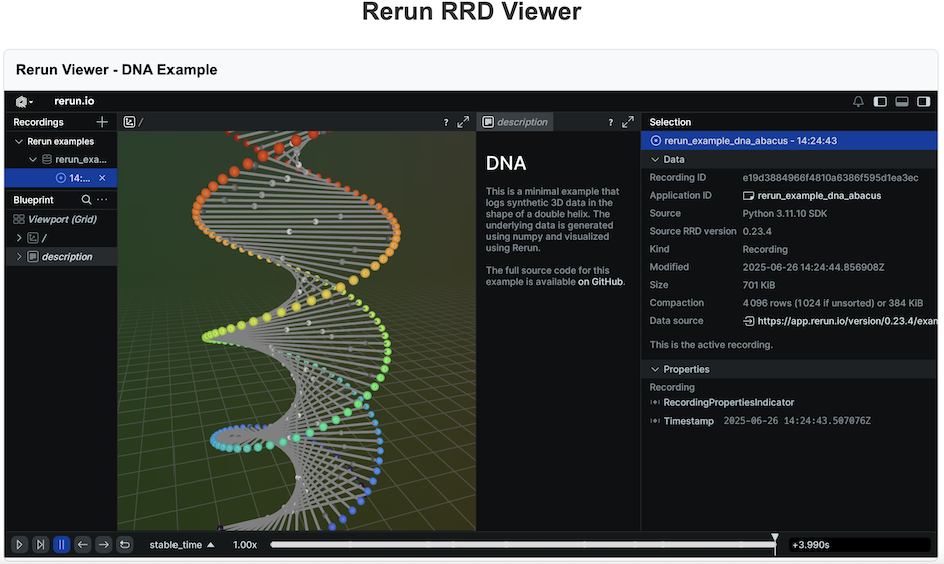 Rerun RRD Viewer
Rerun Viewer - DNA Example
rerun.io
Recordings
Rerun examples
rerun_exa...
14:...
Blueprint
Viewport (Grid)
/
description
/
?
description
?
DNA
This is a minimal example that
logs synthetic 3D data in the
shape of a double helix. The
underlying data is generated
using numpy and visualized
using Rerun.
The full source code for this
example is available on GitHub.
Selection
rerun_example_dna_abacus - 14:24:43
Data
Recording ID e19d3884966f4810a6386f595d1ea3ec
Application ID rerun_example_dna_abacus
Source Python 3.11.10 SDK
Source RRD version 0.23.4
Kind Recording
Modified 2025-06-26 14:24:44.856908Z
Size 701 KiB
Compaction 4 096 rows (1024 if unsorted) or 384 KiB
Data source https://app.rerun.io/version/0.23.4/exam
This is the active recording.
Properties
Recording
RecordingPropertiesIndicator
Timestamp 2025-06-26 14:24:43.507076Z
stable_time 1.00x +3.990s